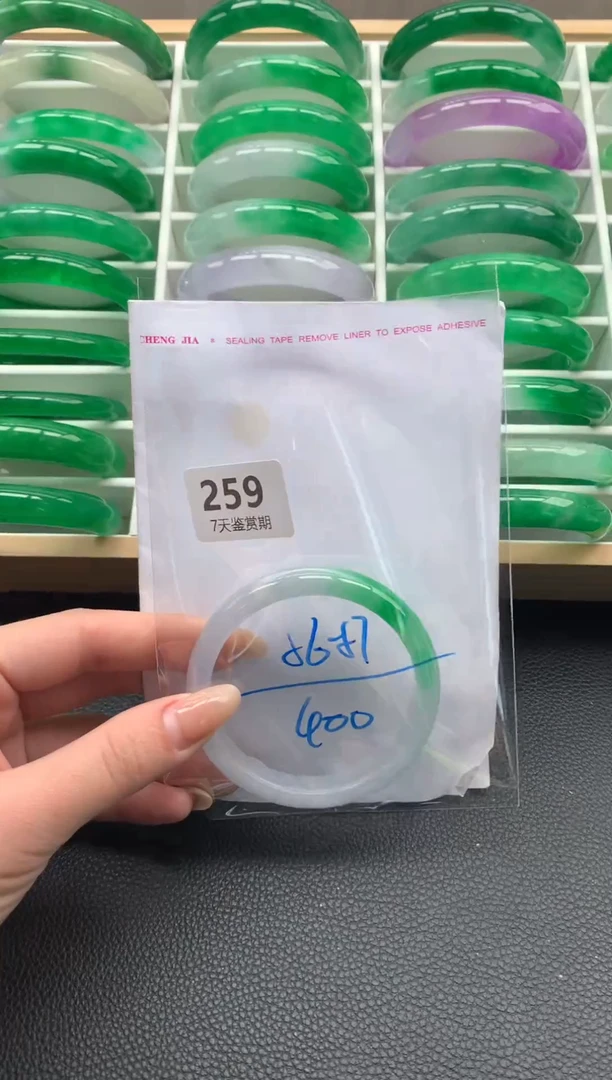 CHENG JIA * SEALING TAPE REMOVE LINER TO EXPOSE ADHESIVE
259
7天鉴赏期
400